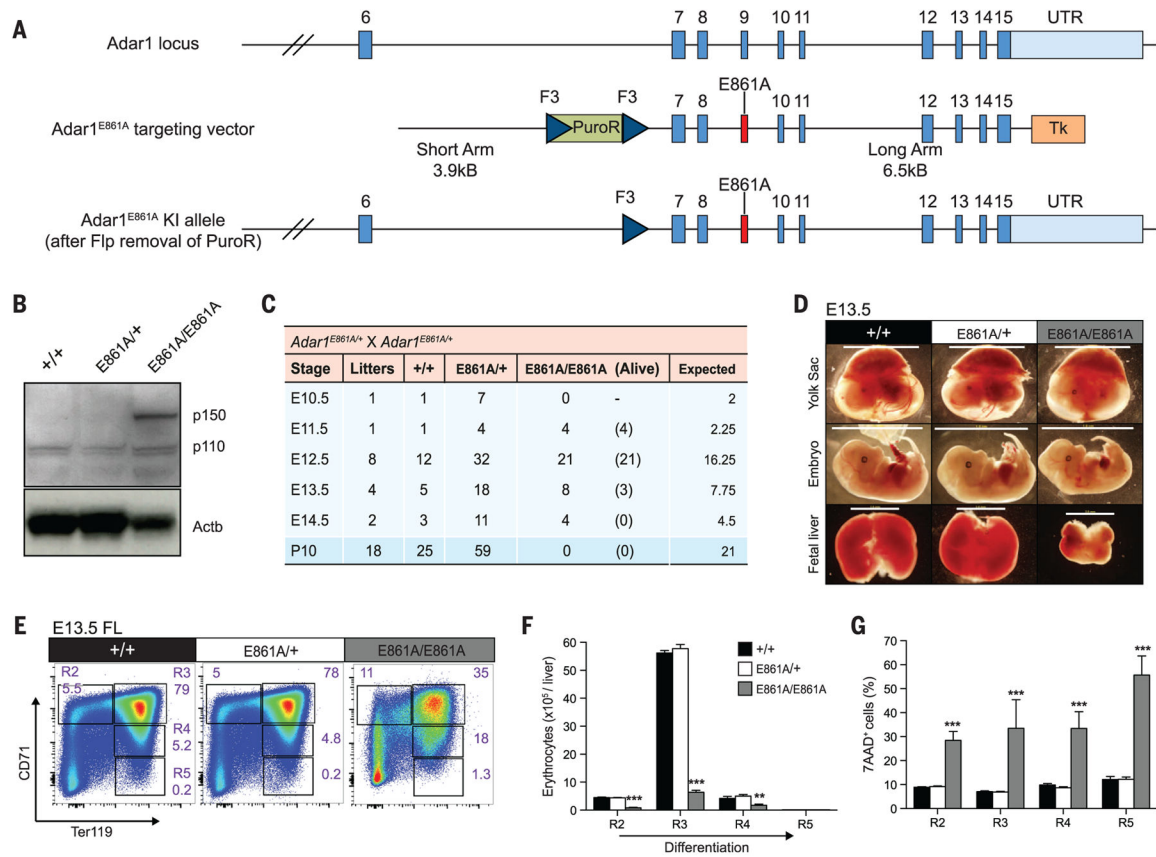 A
Adar1 locus
6 7 8 9 10 11 12 13 14 15 UTR
Adar1E861A targeting vector
F3 PuroR F3 7 8 E861A 10 11 12 13 14 15 Tk
Short Arm
3.9kB
Long Arm
6.5kB
Adar1E861A KI allele
(after Flp removal of PuroR)
6 F3 7 8 E861A 10 11 12 13 14 15 UTR
B
+/+ E861A/+ E861A/E861A
p150
p110
Actb
C
Adar1E861A/+ X Adar1E861A/+
Stage Litters +/+ E861A/+ E861A/E861A (Alive) Expected
E10.5 1 1 7 0 - 2
E11.5 1 1 4 4 (4) 2.25
E12.5 8 12 32 21 (21) 16.25
E13.5 4 5 18 8 (3) 7.75
E14.5 2 3 11 4 (0) 4.5
P10 18 25 59 0 (0) 21
D E13.5
+/+ E861A/+ E861A/E861A
Yolk Sac
Embryo
Fetal liver
E E13.5 FL
+/+ E861A/+ E861A/E861A
R2 R3 5 78 11 35
5.5 79
R4 4.8 18
5.2
R5 0.2 1.3
0.2
CD71
Ter119
F
Erythrocytes (x10⁶ / liver)
60
50
40
30
20
10
0
+/+
E861A/+
E861A/E861A
*** *** **
R2 R3 R4 R5
Differentiation
G
7AAD+ cells (%)
70
60
50
40
30
20
10
0
*** *** *** ***
R2 R3 R4 R5